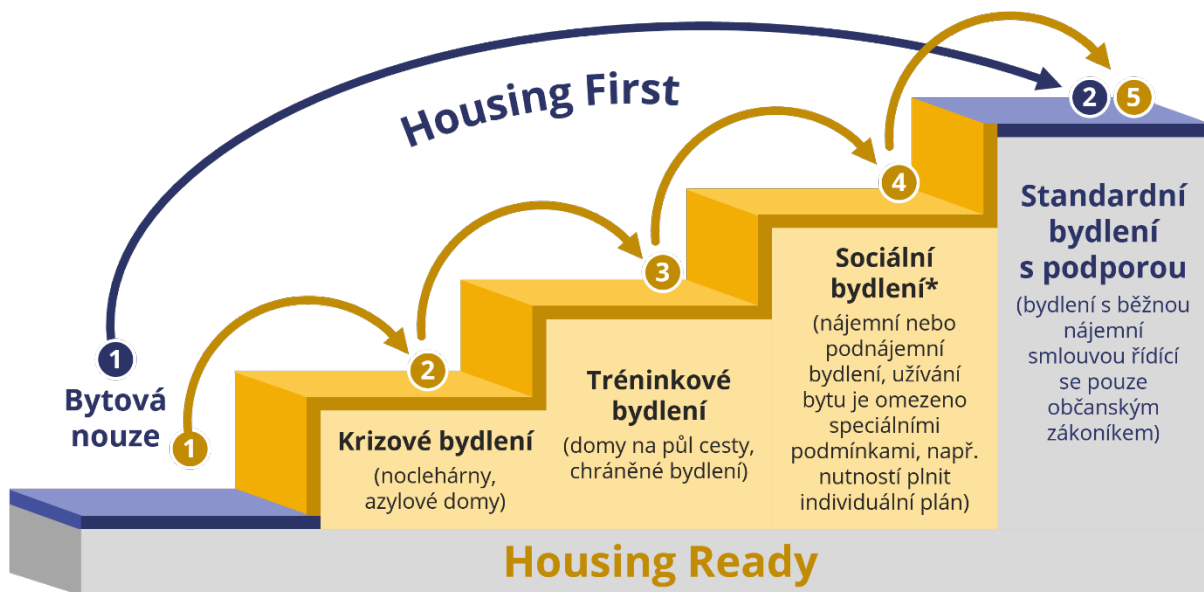 Housing First
1
Bytová
nouze
1
2
Krizové bydlení
(noclehárny,
azylové domy)
3
Tréninkové
bydlení
(domy na půl cesty,
chráněné bydlení)
4
Sociální
bydlení*
(nájemní nebo
podnájemní
bydlení, užívání
bytu je omezeno
speciálními
podmínkami, např.
nutností plnit
individuální plán)
2 5
Standardní
bydlení
s podporou
(bydlení s běžnou
nájemní
smlouvou řídící
se pouze
občanským
zákoníkem)
Housing Ready